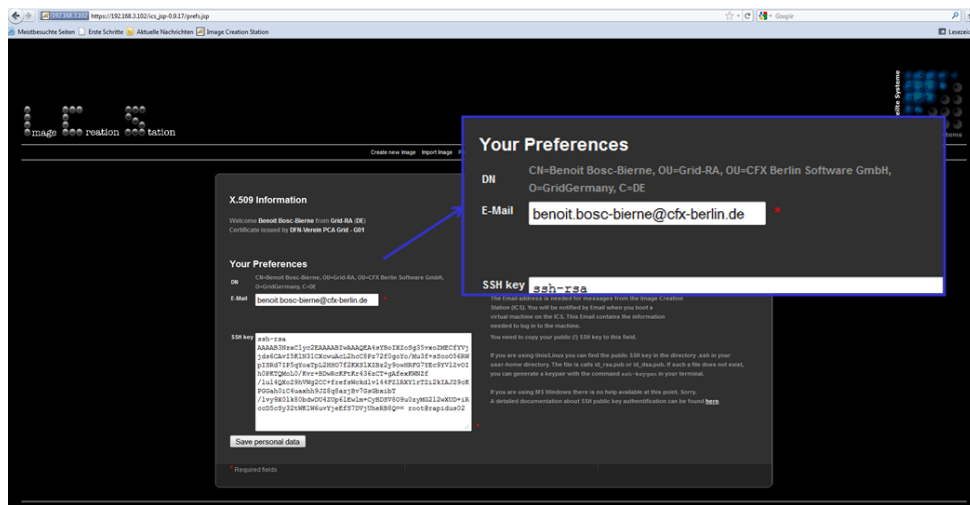 192.168.3.102 https://192.168.3.102/ics_jsp-0.9.17/prefs.jsp
Google
Meistbesuchte Seiten Erste Schritte Aktuelle Nachrichten Image Creation Station
Lesezeic
mage reation tation
eilte Systeme
tems
Create new image Import image
X.509 Information
Welcome Benoit Bosc-Bierne from Grid-RA (DE)
Certificate issued by DFN-Verein PCA Grid - G01
Your Preferences
DN CN=Benoit Bosc-Bierne, OU=Grid-RA, OU=CFX Berlin Software GmbH,
O=GridGermany, C=DE
E-Mail benoit.bosc-bierne@cfx-berlin.de *
SSH key ssh-rsa
root@rapidus02
*
Save personal data
* Required fields
Your Preferences
DN CN=Benoit Bosc-Bierne, OU=Grid-RA, OU=CFX Berlin Software GmbH,
O=GridGermany, C=DE
E-Mail benoit.bosc-bierne@cfx-berlin.de *
SSH key ssh-rsa
The Email address is needed for messages from the Image Creation
Station (ICS). You will be notified by Email when you boot a
virtual machine on the ICS. This Email contains the information
needed to log in to the machine.
You need to copy your public (!) SSH key to this field.
If you are using Unix/Linux you can find the public SSH key in the directory .ssh in your
user-home directory. The file is calls id_rsa.pub or id_dsa.pub. If such a file does not exist,
you can generate a keypair with the command ssh-keygen in your terminal.
If you are using MS Windows there is no help available at this point. Sorry.
A detailed documentation about SSH public key authentification can be found here.